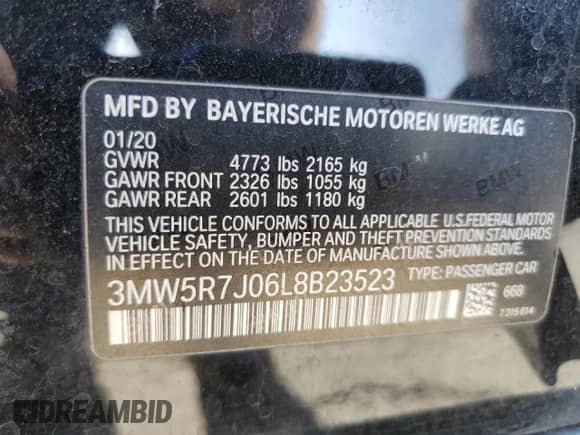 MFD BY BAYERISCHE MOTOREN WERKE AG
01/20
GVWR 4773 lbs 2165 kg
GAWR FRONT 2326 lbs 1055 kg
GAWR REAR 2601 lbs 1180 kg
THIS VEHICLE CONFORMS TO ALL APPLICABLE U.S.FEDERAL MOTOR
VEHICLE SAFETY, BUMPER AND THEFT PREVENTION STANDARDS
IN EFFECT ON THE DATE OF MANUFACTURE SHOWN ABOVE.
3MW5R7J06L8B23523 TYPE: PASSENGER CAR
668
7315614
DREAMBID